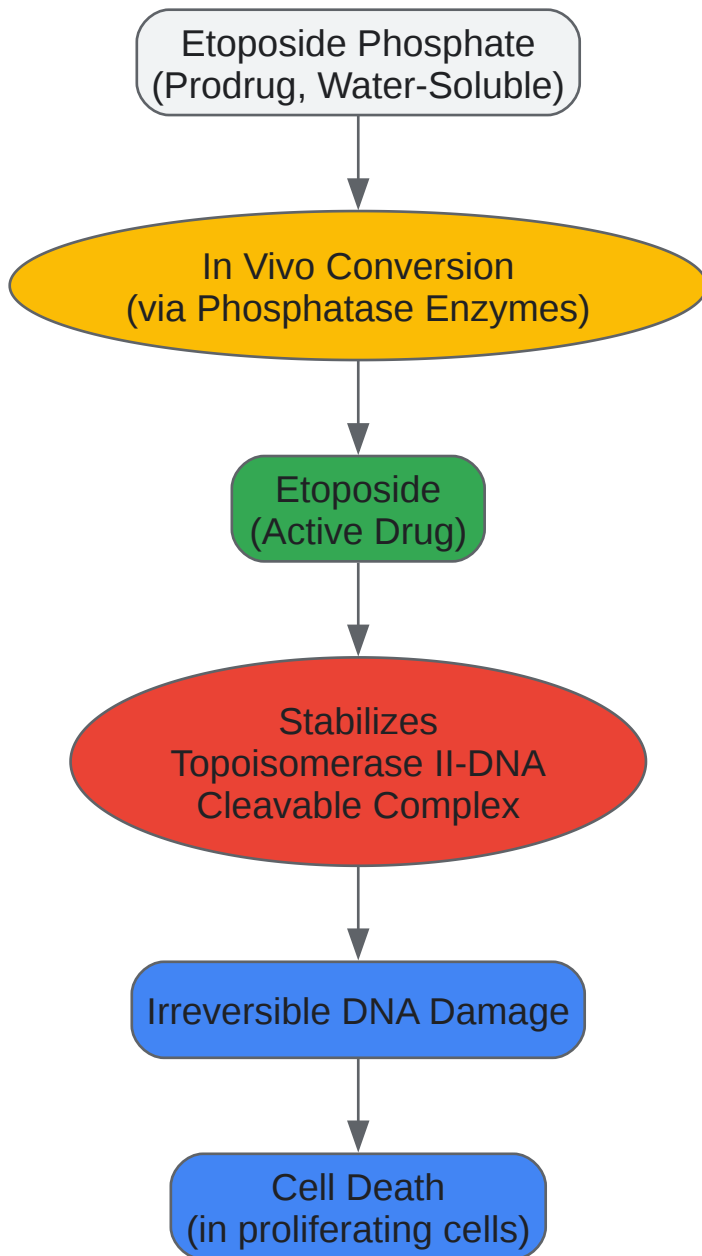 Etoposide Phosphate
(Prodrug, Water-Soluble)
In Vivo Conversion
(via Phosphatase Enzymes)
Etoposide
(Active Drug)
Stabilizes
Topoisomerase II-DNA
Cleavable Complex
Irreversible DNA Damage
Cell Death
(in proliferating cells)